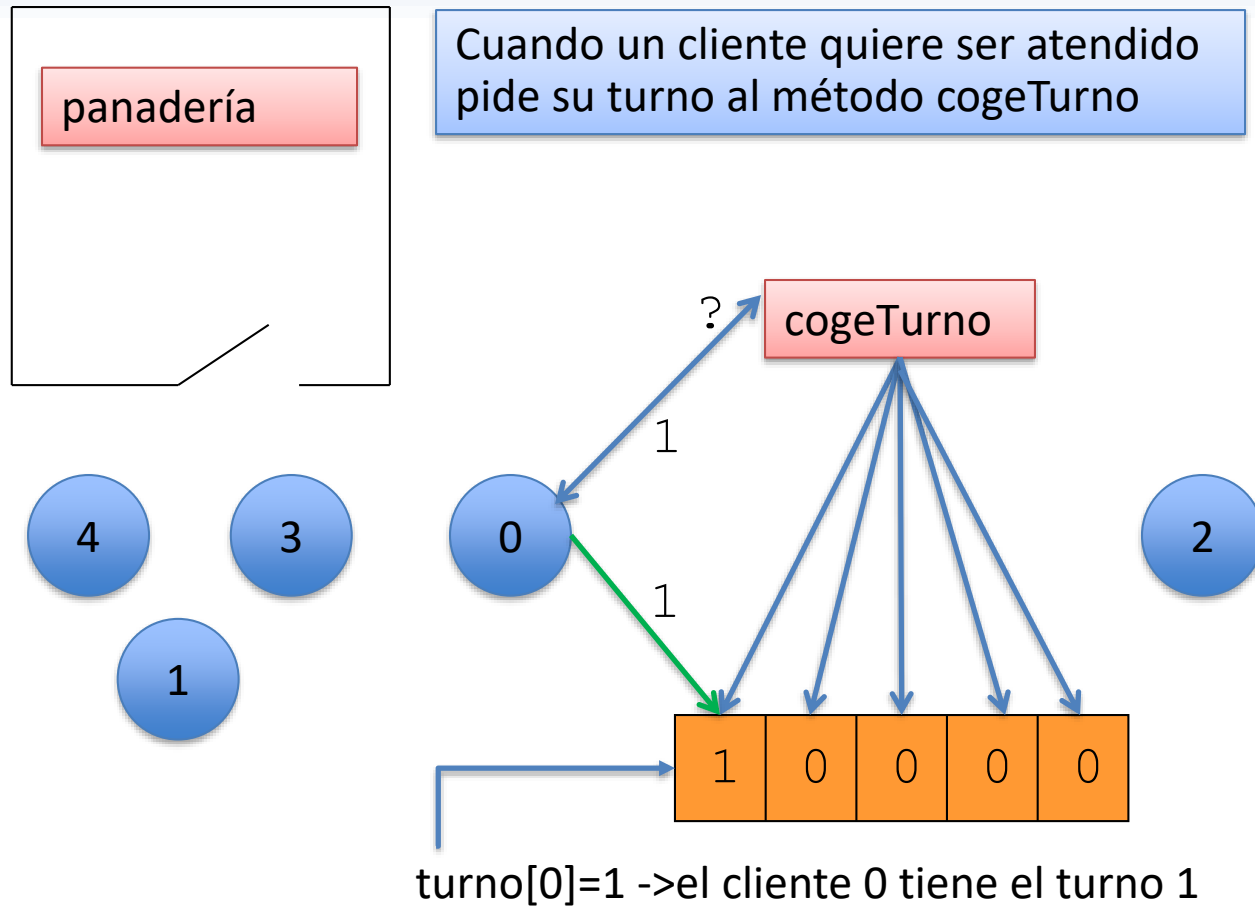 panadería
Cuando un cliente quiere ser atendido
pide su turno al método cogeTurno
?
cogeTurno
1
4
3
0
2
1
1
1 0 0 0 0
turno[0]=1 ->el cliente 0 tiene el turno 1